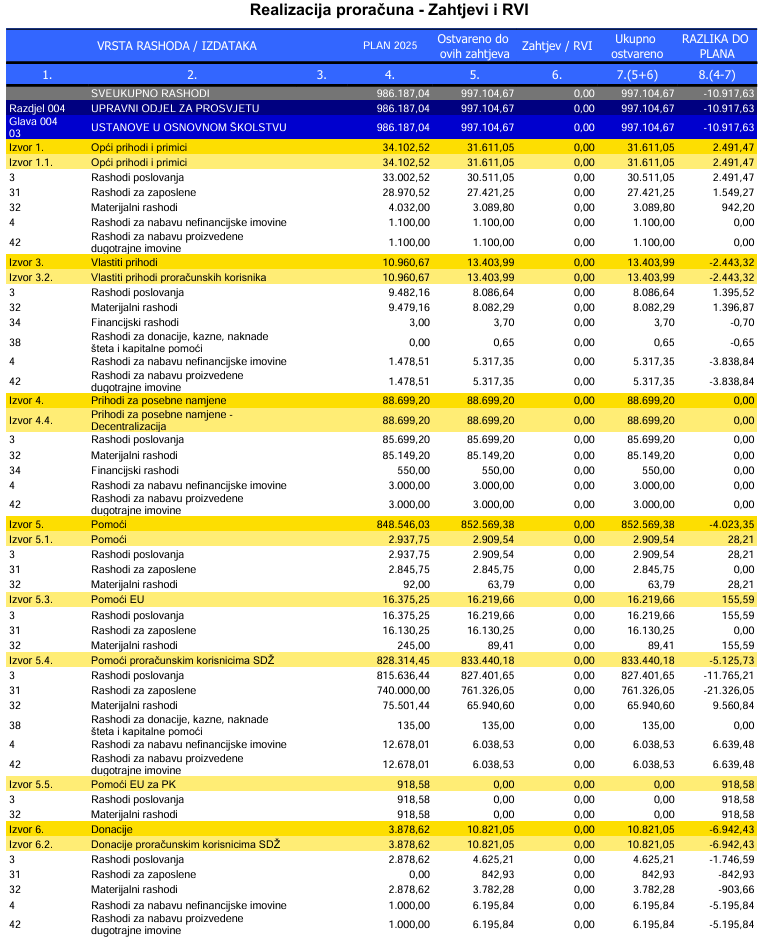 Realizacija proračuna - Zahtjevi i RVI
VRSTA RASHODA / IZDATAKA PLAN 2025 Ostvareno do ovih zahtjeva Zahtjev / RVI Ukupno ostvareno RAZLIKA DO PLANA
1. 2. 3. 4. 5. 6. 7.(5+6) 8.(4-7)
SVEUKUPNO RASHODI 986.187,04 997.104,67 0,00 997.104,67 -10.917,63
Razdjel 004 UPRAVNI ODJEL ZA PROSVJETU 986.187,04 997.104,67 0,00 997.104,67 -10.917,63
Glava 004 03 USTANOVE U OSNOVNOM ŠKOLSTVU 986.187,04 997.104,67 0,00 997.104,67 -10.917,63
Izvor 1. Opći prihodi i primici 34.102,52 31.611,05 0,00 31.611,05 2.491,47
Izvor 1.1. Opći prihodi i primici 34.102,52 31.611,05 0,00 31.611,05 2.491,47
3 Rashodi poslovanja 33.002,52 30.511,05 0,00 30.511,05 2.491,47
31 Rashodi za zaposlene 28.970,52 27.421,25 0,00 27.421,25 1.549,27
32 Materijalni rashodi 4.032,00 3.089,80 0,00 3.089,80 942,20
4 Rashodi za nabavu nefinancijske imovine 1.100,00 1.100,00 0,00 1.100,00 0,00
42 Rashodi za nabavu proizvedene dugotrajne imovine 1.100,00 1.100,00 0,00 1.100,00 0,00
Izvor 3. Vlastiti prihodi 10.960,67 13.403,99 0,00 13.403,99 -2.443,32
Izvor 3.2. Vlastiti prihodi proračunskih korisnika 10.960,67 13.403,99 0,00 13.403,99 -2.443,32
3 Rashodi poslovanja 9.482,16 8.086,64 0,00 8.086,64 1.395,52
32 Materijalni rashodi 9.479,16 8.082,29 0,00 8.082,29 1.396,87
34 Financijski rashodi 3,00 3,70 0,00 3,70 -0,70
38 Rashodi za donacije, kazne, naknade šteta i kapitalne pomoći 0,00 0,65 0,00 0,65 -0,65
4 Rashodi za nabavu nefinancijske imovine 1.478,51 5.317,35 0,00 5.317,35 -3.838,84
42 Rashodi za nabavu proizvedene dugotrajne imovine 1.478,51 5.317,35 0,00 5.317,35 -3.838,84
Izvor 4. Prihodi za posebne namjene 88.699,20 88.699,20 0,00 88.699,20 0,00
Izvor 4.4. Prihodi za posebne namjene - Decentralizacija 88.699,20 88.699,20 0,00 88.699,20 0,00
3 Rashodi poslovanja 85.699,20 85.699,20 0,00 85.699,20 0,00
32 Materijalni rashodi 85.149,20 85.149,20 0,00 85.149,20 0,00
34 Financijski rashodi 550,00 550,00 0,00 550,00 0,00
4 Rashodi za nabavu nefinancijske imovine 3.000,00 3.000,00 0,00 3.000,00 0,00
42 Rashodi za nabavu proizvedene dugotrajne imovine 3.000,00 3.000,00 0,00 3.000,00 0,00
Izvor 5. Pomoći 848.546,03 852.569,38 0,00 852.569,38 -4.023,35
Izvor 5.1. Pomoći 2.937,75 2.909,54 0,00 2.909,54 28,21
3 Rashodi poslovanja 2.937,75 2.909,54 0,00 2.909,54 28,21
31 Rashodi za zaposlene 2.845,75 2.845,75 0,00 2.845,75 0,00
32 Materijalni rashodi 92,00 63,79 0,00 63,79 28,21
Izvor 5.3. Pomoći EU 16.375,25 16.219,66 0,00 16.219,66 155,59
3 Rashodi poslovanja 16.375,25 16.219,66 0,00 16.219,66 155,59
31 Rashodi za zaposlene 16.130,25 16.130,25 0,00 16.130,25 0,00
32 Materijalni rashodi 245,00 89,41 0,00 89,41 155,59
Izvor 5.4. Pomoći proračunskim korisnicima SDŽ 828.314,45 833.440,18 0,00 833.440,18 -5.125,73
3 Rashodi poslovanja 815.636,44 827.401,65 0,00 827.401,65 -11.765,21
31 Rashodi za zaposlene 740.000,00 761.326,05 0,00 761.326,05 -21.326,05
32 Materijalni rashodi 75.501,44 65.940,60 0,00 65.940,60 9.560,84
38 Rashodi za donacije, kazne, naknade šteta i kapitalne pomoći 135,00 135,00 0,00 135,00 0,00
4 Rashodi za nabavu nefinancijske imovine 12.678,01 6.038,53 0,00 6.038,53 6.639,48
42 Rashodi za nabavu proizvedene dugotrajne imovine 12.678,01 6.038,53 0,00 6.038,53 6.639,48
Izvor 5.5. Pomoći EU za PK 918,58 0,00 0,00 0,00 918,58
3 Rashodi poslovanja 918,58 0,00 0,00 0,00 918,58
32 Materijalni rashodi 918,58 0,00 0,00 0,00 918,58
Izvor 6. Donacije 3.878,62 10.821,05 0,00 10.821,05 -6.942,43
Izvor 6.2. Donacije proračunskim korisnicima SDŽ 3.878,62 10.821,05 0,00 10.821,05 -6.942,43
3 Rashodi poslovanja 2.878,62 4.625,21 0,00 4.625,21 -1.746,59
31 Rashodi za zaposlene 0,00 842,93 0,00 842,93 -842,93
32 Materijalni rashodi 2.878,62 3.782,28 0,00 3.782,28 -903,66
4 Rashodi za nabavu nefinancijske imovine 1.000,00 6.195,84 0,00 6.195,84 -5.195,84
42 Rashodi za nabavu proizvedene dugotrajne imovine 1.000,00 6.195,84 0,00 6.195,84 -5.195,84